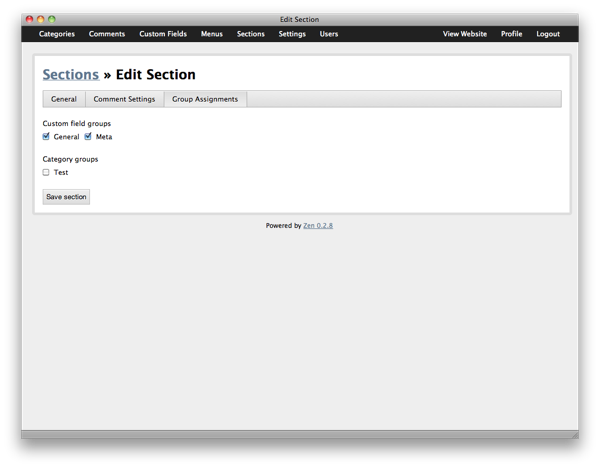 Edit Section
Categories Comments Custom Fields Menus Sections Settings Users View Website Profile Logout
Sections » Edit Section
General Comment Settings Group Assignments
Custom field groups
General Meta
Category groups
Test
Save section
Powered by Zen 0.2.8